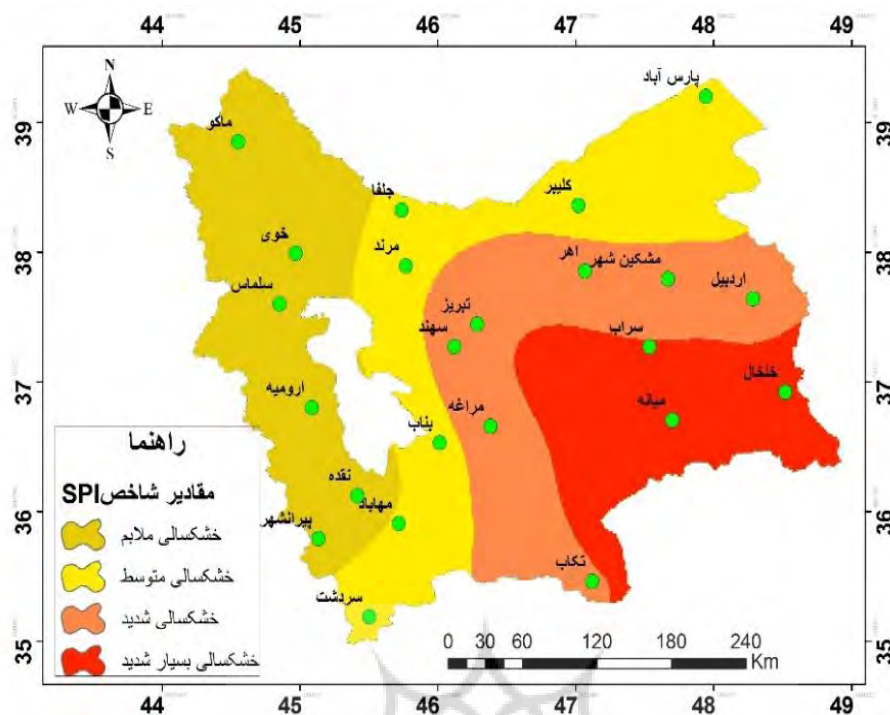 44 45 46 47 48 49
N
W E
S
پارس آباد
39 39
ماکو
کلیبر
جلفا
خوی
مرند
38 38
اهر
مشکین شهر
اردبیل
سلماس
تبریز
سهند
سراب
37 37
خلخال
ارومیه
مراغه
میانه
بناب
راهنما
مقادیر شاخصSPI
نقده
مهاباد
36 36
پیرانشهر
خشکسالی ملایم
خشکسالی متوسط
تکاب
سردشت
خشکسالی شدید
خشکسالی بسیار شدید
35 35
0 30 60 120 180 240
Km
44 45 46 47 48 49